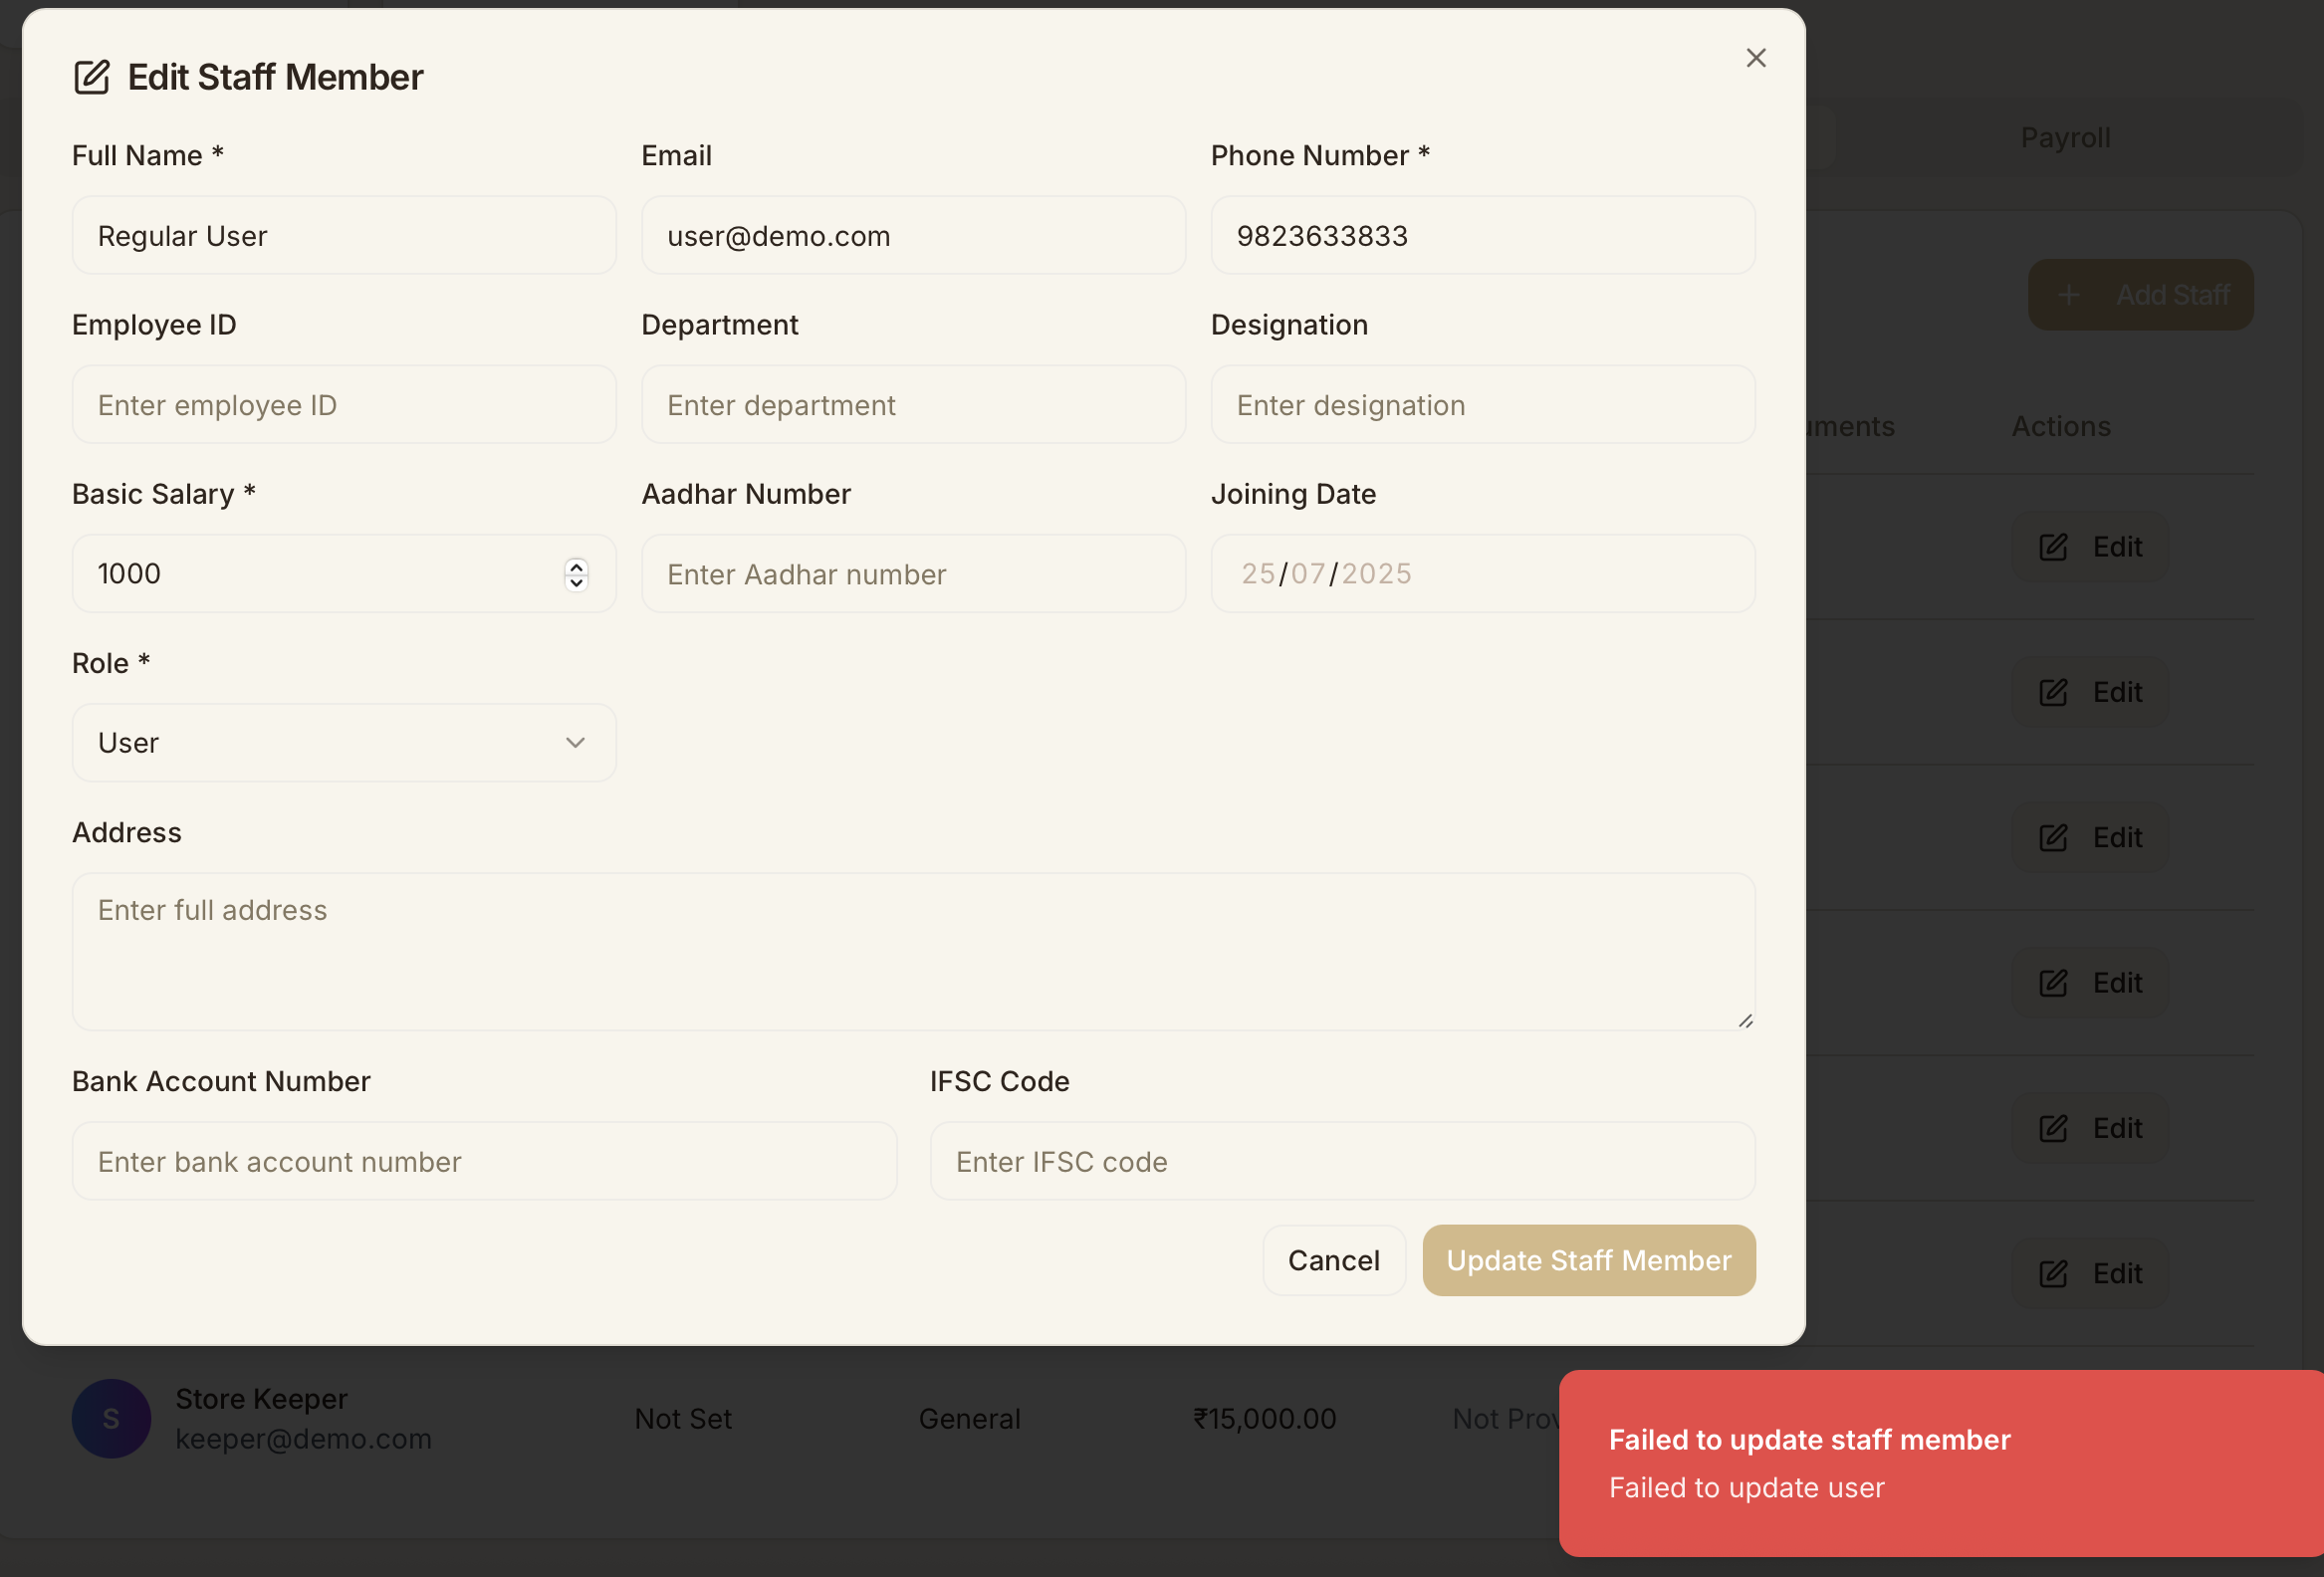 Edit Staff Member
Full Name *
Email
Phone Number *
Regular User
user@demo.com
9823633833
Payroll
Add Staff
Employee ID
Department
Designation
Enter employee ID
Enter department
Enter designation
uments
Actions
Basic Salary *
Aadhar Number
Joining Date
1000
Enter Aadhar number
25/07/2025
Edit
Role *
Edit
User
Address
Edit
Enter full address
Edit
Bank Account Number
IFSC Code
Edit
Enter bank account number
Enter IFSC code
Cancel
Update Staff Member
Edit
S
Store Keeper
keeper@demo.com
Not Set
General
₹15,000.00
Not Prov
Failed to update staff member
Failed to update user